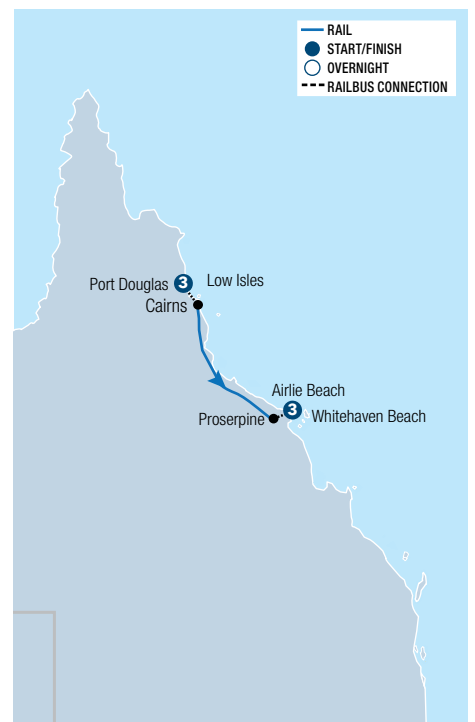 RAIL
START/FINISH
OVERNIGHT
RAILBUS CONNECTION
Port Douglas 3 Low Isles
Cairns
Airlie Beach
Proserpine 3 Whitehaven Beach